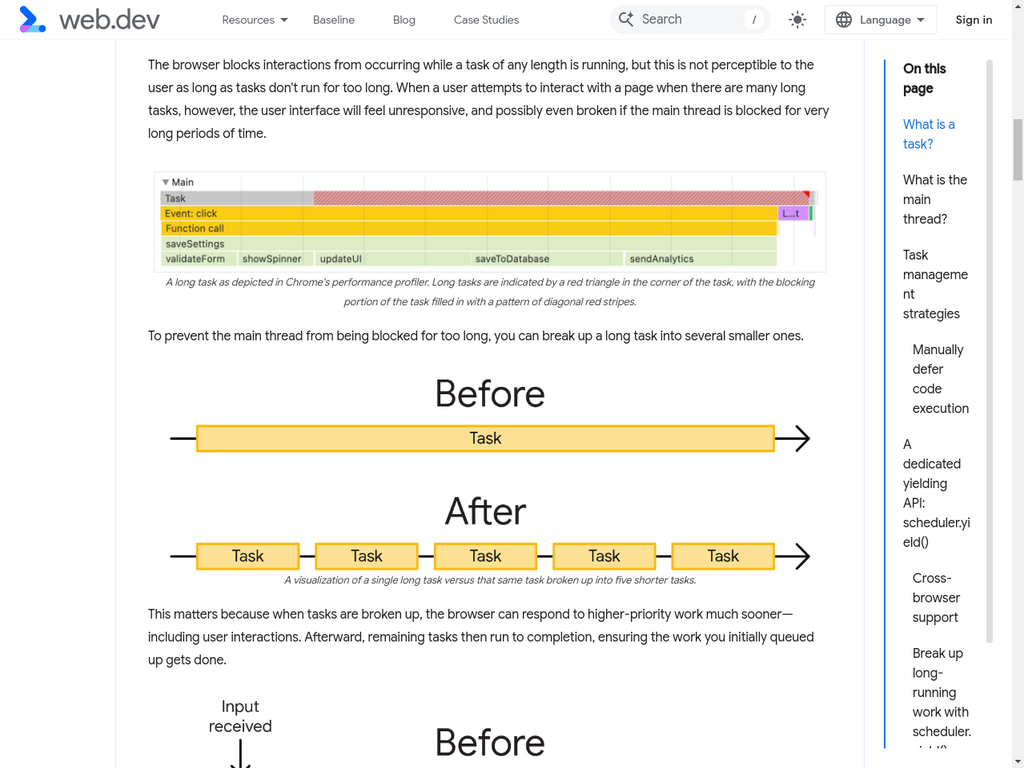 web.dev
Resources
Baseline
Blog
Case Studies
Search
/
Language
Sign in
The browser blocks interactions from occurring while a task of any length is running, but this is not perceptible to the
user as long as tasks don't run for too long. When a user attempts to interact with a page when there are many long
tasks, however, the user interface will feel unresponsive, and possibly even broken if the main thread is blocked for very
long periods of time.
Main
Task
Event: click
L...t
Function call
saveSettings
validateForm
showSpinner
updateUI
saveToDatabase
sendAnalytics
A long task as depicted in Chrome's performance profiler. Long tasks are indicated by a red triangle in the corner of the task, with the blocking
portion of the task filled in with a pattern of diagonal red stripes.
To prevent the main thread from being blocked for too long, you can break up a long task into several smaller ones.
Before
Task
After
Task Task Task Task Task
A visualization of a single long task versus that same task broken up into five shorter tasks.
This matters because when tasks are broken up, the browser can respond to higher-priority work much sooner—
including user interactions. Afterward, remaining tasks then run to completion, ensuring the work you initially queued
up gets done.
Input
received
Before
On this
page
What is a
task?
What is the
main
thread?
Task
manageme
nt
strategies
Manually
defer
code
execution
A
dedicated
yielding
API:
scheduler.yi
eld()
Cross-
browser
support
Break up
long-
running
work with
scheduler.